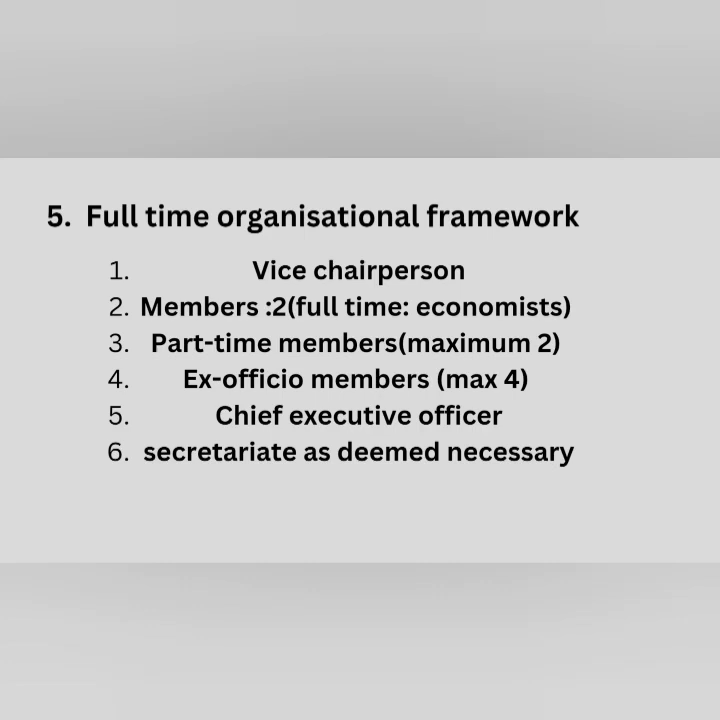 5. Full time organisational framework
1. Vice chairperson
2. Members :2(full time: economists)
3. Part-time members(maximum 2)
4. Ex-officio members (max 4)
5. Chief executive officer
6. secretariate as deemed necessary